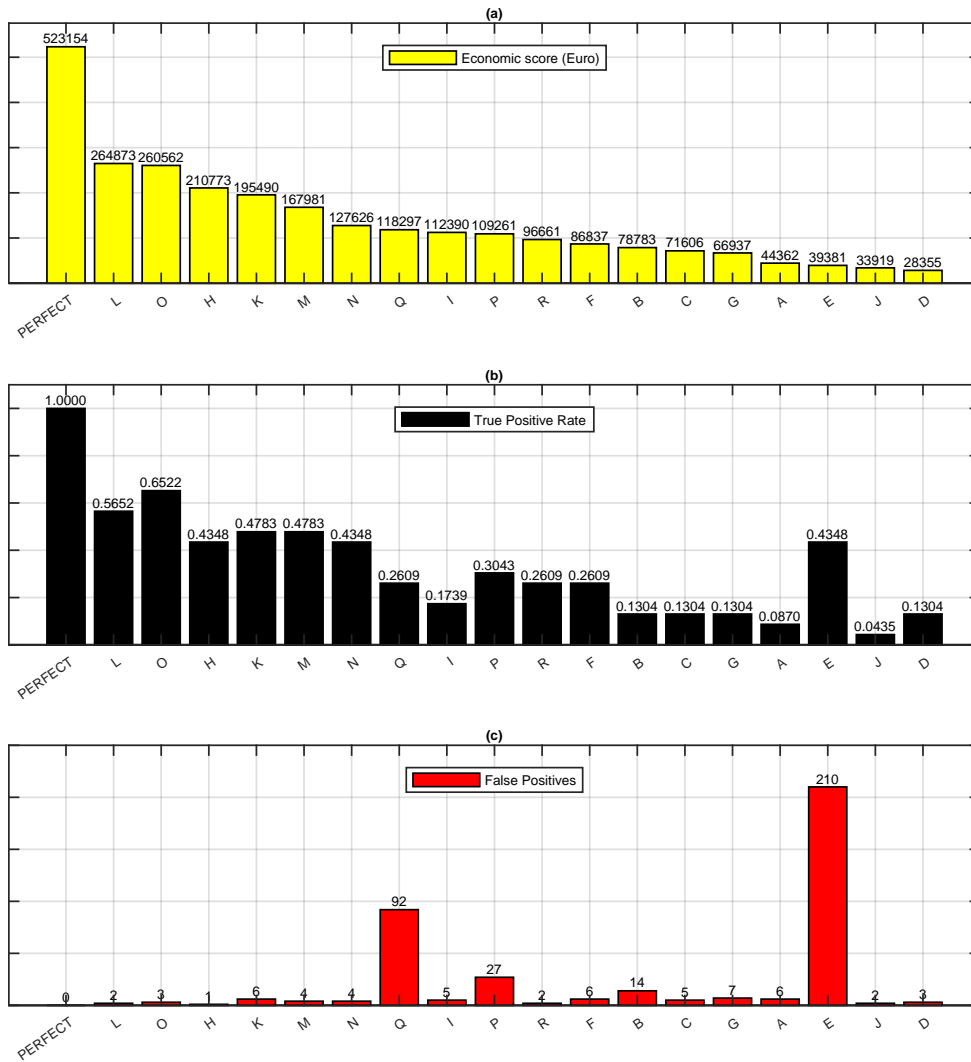 (a)
523154
Economic score (Euro)
264873
260562
210773
195490
167981
127626
118297
112390
109261
96661
86837
78783
71606
66937
44362
39381
33919
28355
PERFECT
L
O
H
K
M
N
Q
I
P
R
F
B
C
G
A
E
J
D
(b)
1.0000
True Positive Rate
0.5652
0.6522
0.4348
0.4783
0.4783
0.4348
0.2609
0.1739
0.3043
0.2609
0.2609
0.1304
0.1304
0.1304
0.0870
0.4348
0.0435
0.1304
PERFECT
L
O
H
K
M
N
Q
I
P
R
F
B
C
G
A
E
J
D
(c)
False Positives
0
2
3
1
6
4
4
92
5
27
2
6
14
5
7
6
210
2
3
PERFECT
L
O
H
K
M
N
Q
I
P
R
F
B
C
G
A
E
J
D